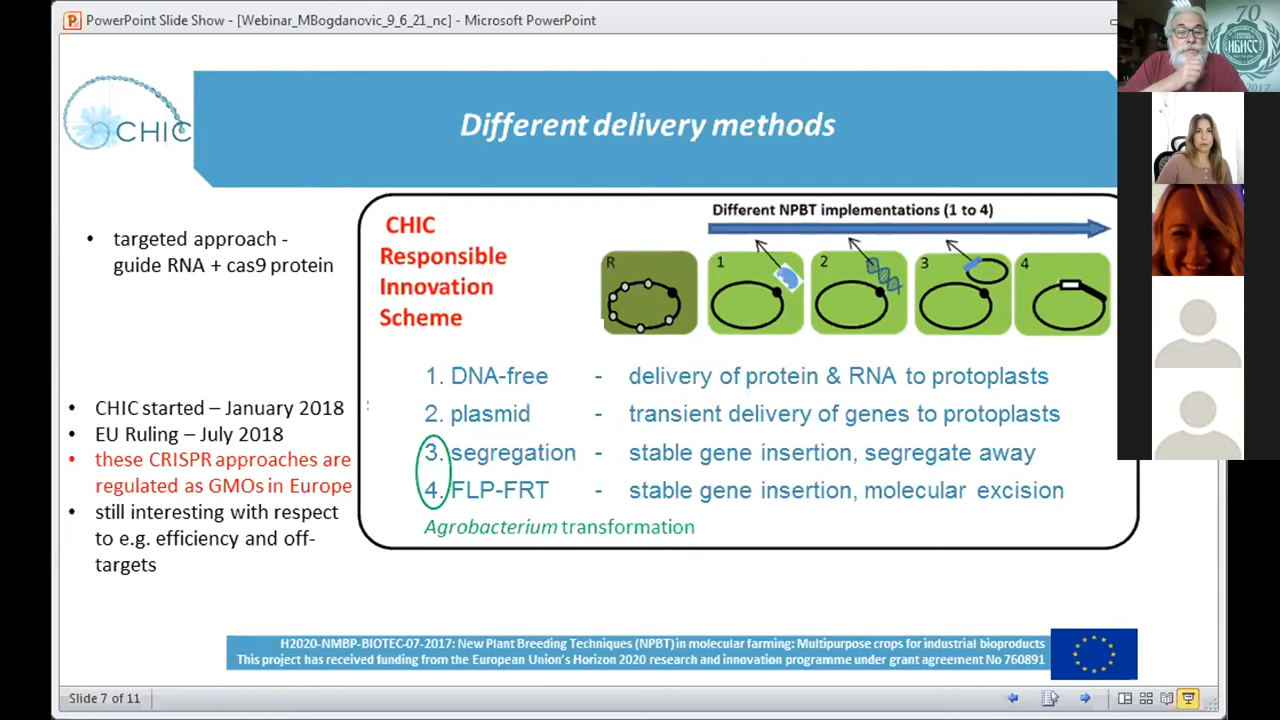 PowerPoint Slide Show - [Webinar_MBogdanovic_9_6_21_nc] - Microsoft PowerPoint
70
ИБИСС
2017
CHIC
Different delivery methods
• targeted approach -
guide RNA + cas9 protein
• CHIC started – January 2018
• EU Ruling – July 2018
• these CRISPR approaches are
regulated as GMOs in Europe
• still interesting with respect
to e.g. efficiency and off-
targets
CHIC
Responsible
Innovation
Scheme
Different NPBT implementations (1 to 4)
R 1 2 3 4
1. DNA-free - delivery of protein & RNA to protoplasts
2. plasmid - transient delivery of genes to protoplasts
3. segregation - stable gene insertion, segregate away
4. FLP-FRT - stable gene insertion, molecular excision
Agrobacterium transformation
H2020-NMBP-BIOTEC-07-2017: New Plant Breeding Techniques (NPBT) in molecular farming: Multipurpose crops for industrial bioproducts
This project has received funding from the European Union's Horizon 2020 research and innovation programme under grant agreement No 760891
Slide 7 of 11